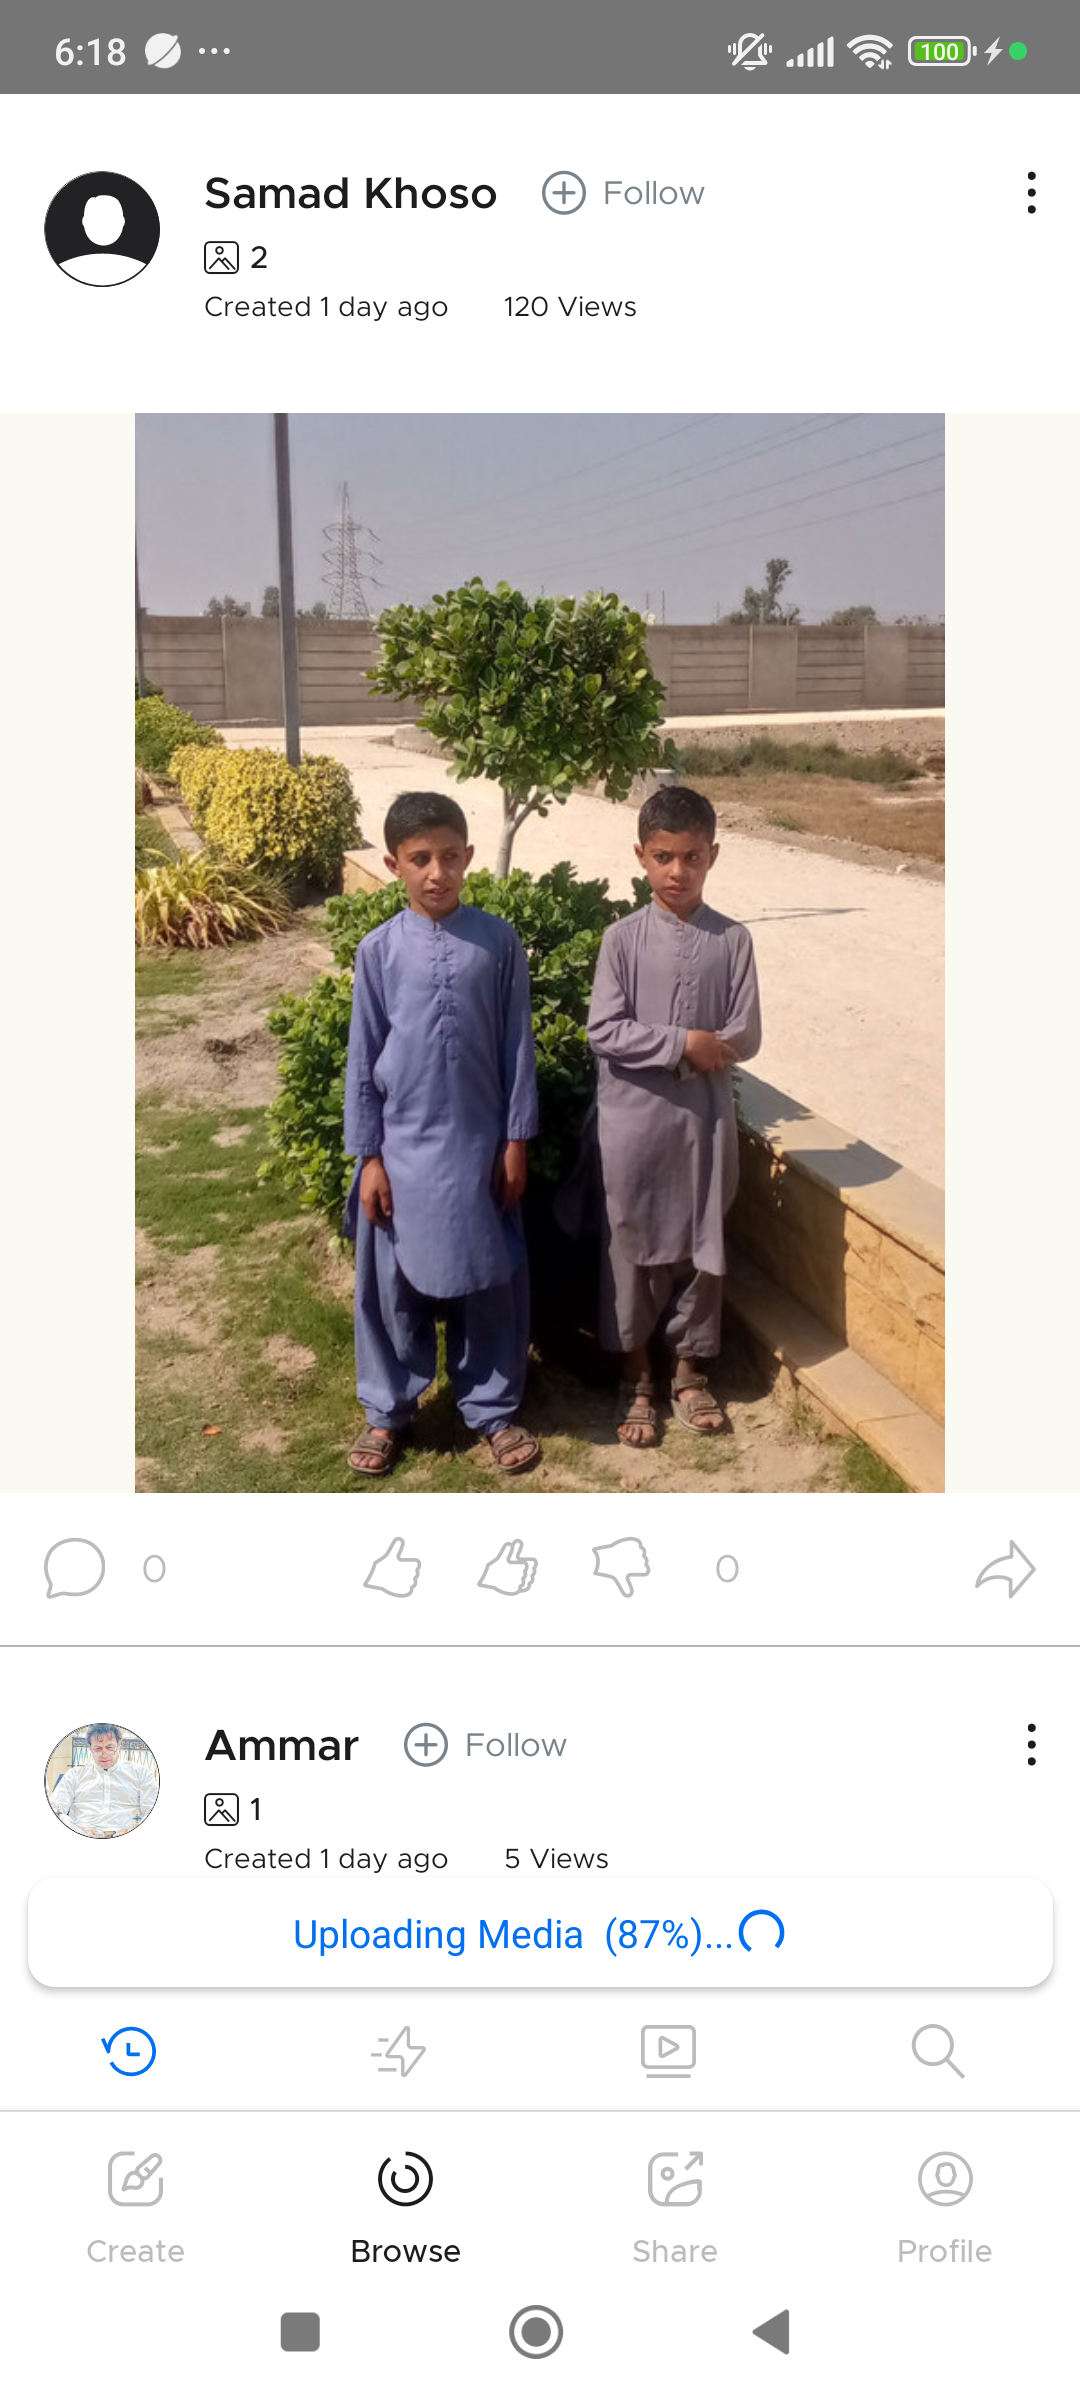 6:18
100
Samad Khoso Follow
2
Created 1 day ago 120 Views
0 0
Ammar Follow
1
Created 1 day ago 5 Views
Uploading Media (87%)...
Create Browse Share Profile